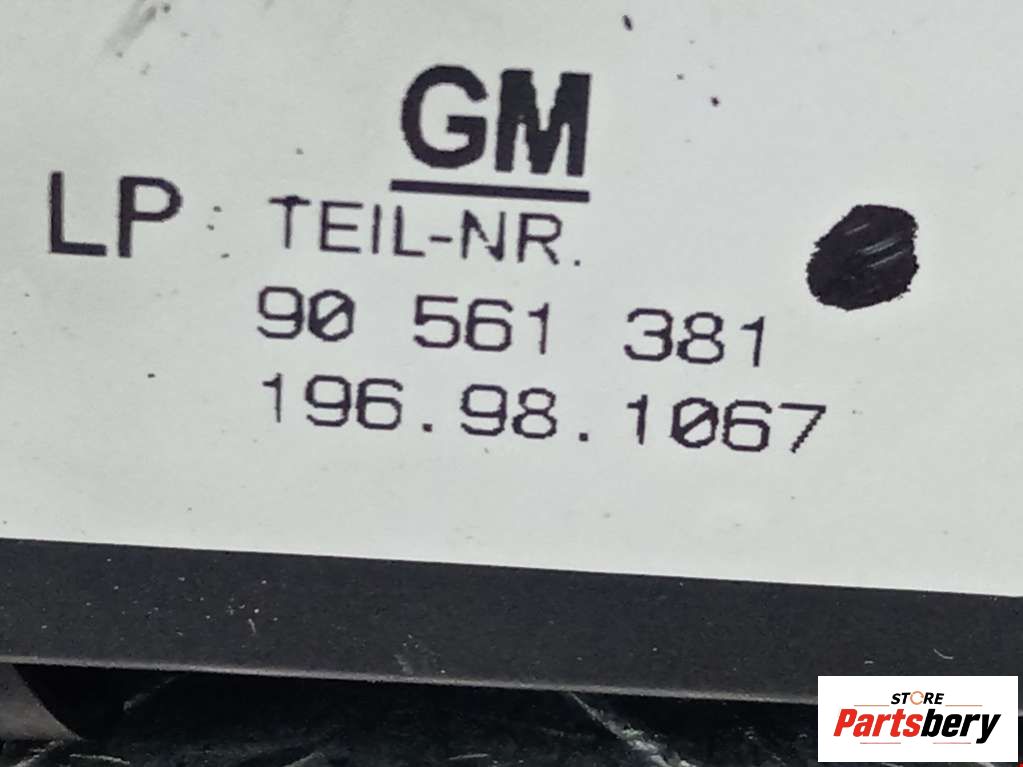 GM
LP TEIL-NR.
90 561 381
196.98.1067
STORE
Partsbery